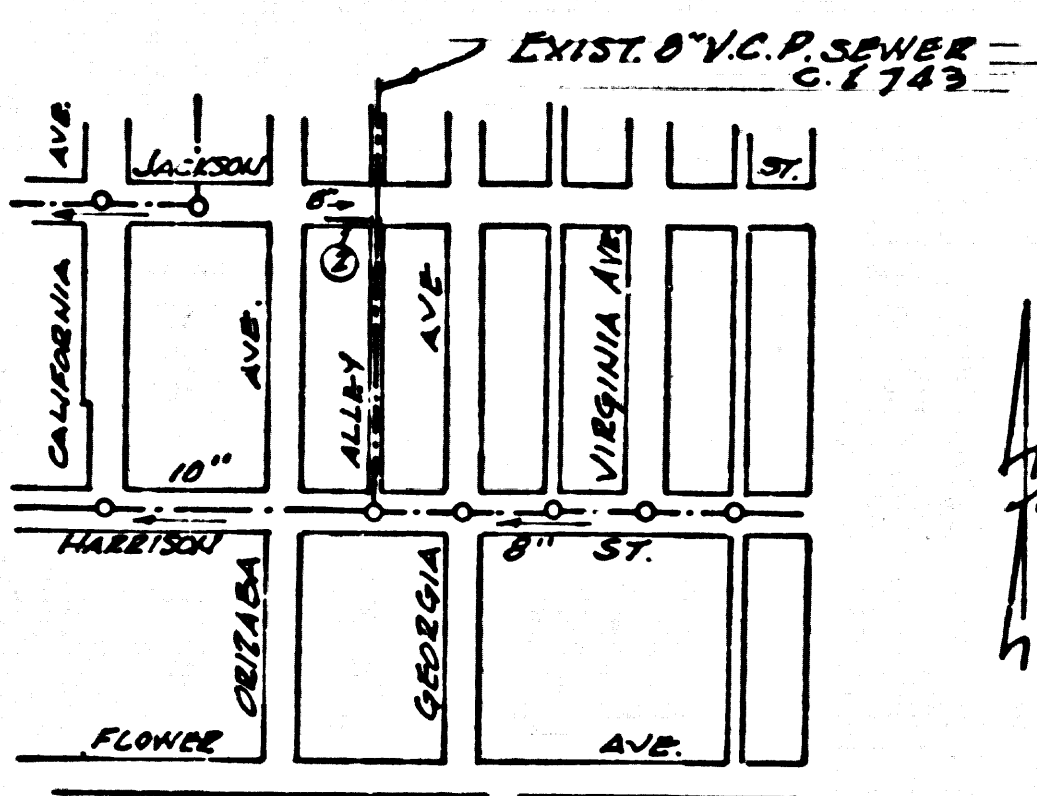 EXIST. 8" V.C.P. SEWER
C.I 743
AVE.
JACKSON
ST.
8"
2
CALIFORNIA
AVE.
ALLEY
AVE
VIRGINIA AVE.
10"
HARRISON
8" ST.
ORIZABA
GEORGIA
FLOWER
AVE.